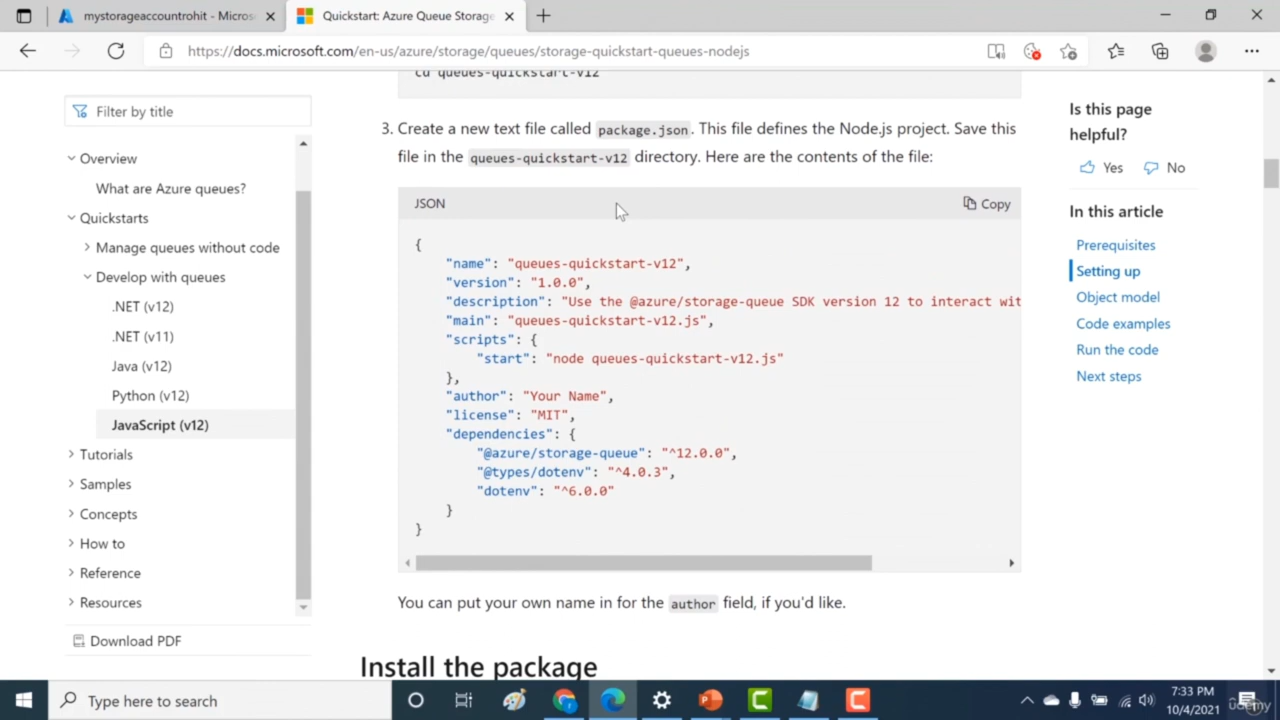 mystorageaccountrohit - Micros
Quickstart: Azure Queue Storage
https://docs.microsoft.com/en-us/azure/storage/queues/storage-quickstart-queues-nodejs
Filter by title
Overview
What are Azure queues?
Quickstarts
Manage queues without code
Develop with queues
.NET (v12)
.NET (v11)
Java (v12)
Python (v12)
JavaScript (v12)
Tutorials
Samples
Concepts
How to
Reference
Resources
Download PDF
cd queues-quickstart-v12
3. Create a new text file called package.json. This file defines the Node.js project. Save this
file in the queues-quickstart-v12 directory. Here are the contents of the file:
JSON
Copy
{
"name": "queues-quickstart-v12",
"version": "1.0.0",
"description": "Use the @azure/storage-queue SDK version 12 to interact wit
"main": "queues-quickstart-v12.js",
"scripts": {
"start": "node queues-quickstart-v12.js"
},
"author": "Your Name",
"license": "MIT",
"dependencies": {
"@azure/storage-queue": "^12.0.0",
"@types/dotenv": "^4.0.3",
"dotenv": "^6.0.0"
}
}
You can put your own name in for the author field, if you'd like.
Install the package
Is this page
helpful?
Yes
No
In this article
Prerequisites
Setting up
Object model
Code examples
Run the code
Next steps
Type here to search
7:33 PM
10/4/2021
udemy